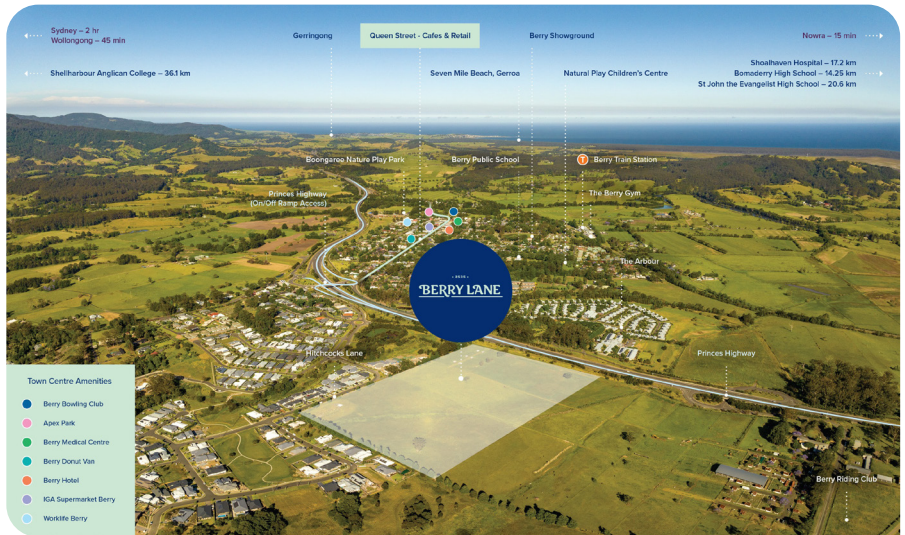 Sydney – 2 hr
Wollongong – 45 min
Gerringong
Queen Street - Cafes & Retail
Berry Showground
Nowra – 15 min
Shellharbour Anglican College – 36.1 km
Seven Mile Beach, Gerroa
Natural Play Children's Centre
Shoalhaven Hospital – 17.2 km
Bomaderry High School – 14.25 km
St John the Evangelist High School – 20.6 km
Boongaree Nature Play Park
Berry Public School
T
Berry Train Station
Princes Highway
(On/Off Ramp Access)
The Berry Gym
The Arbour
BERRY LANE
Hitchcocks Lane
Princes Highway
Town Centre Amenities
Berry Bowling Club
Apex Park
Berry Medical Centre
Berry Donut Van
Berry Hotel
IGA Supermarket Berry
Worklife Berry
Berry Riding Club